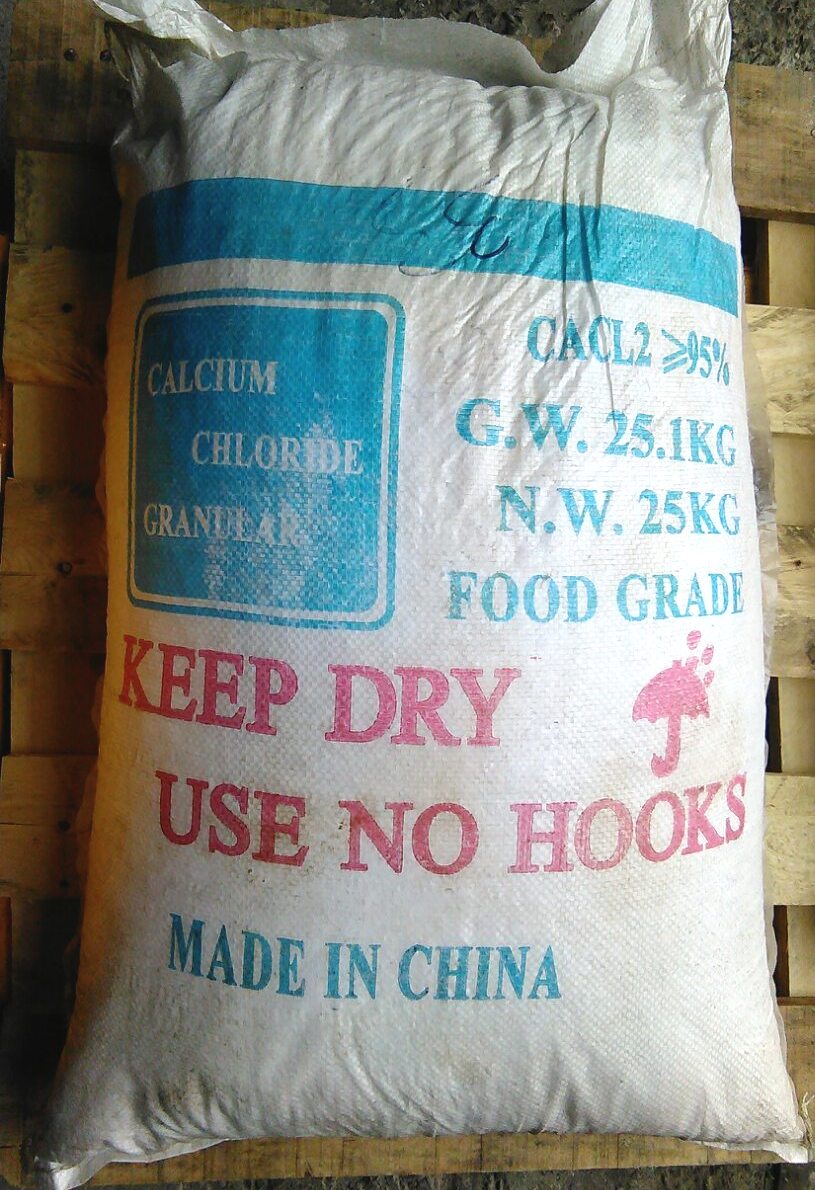 CALCIUM
CHLORIDE
GRANULAR
CACL2 ⩾95%
G.W. 25.1KG
N.W. 25KG
FOOD GRADE
KEEP DRY
USE NO HOOKS
MADE IN CHINA